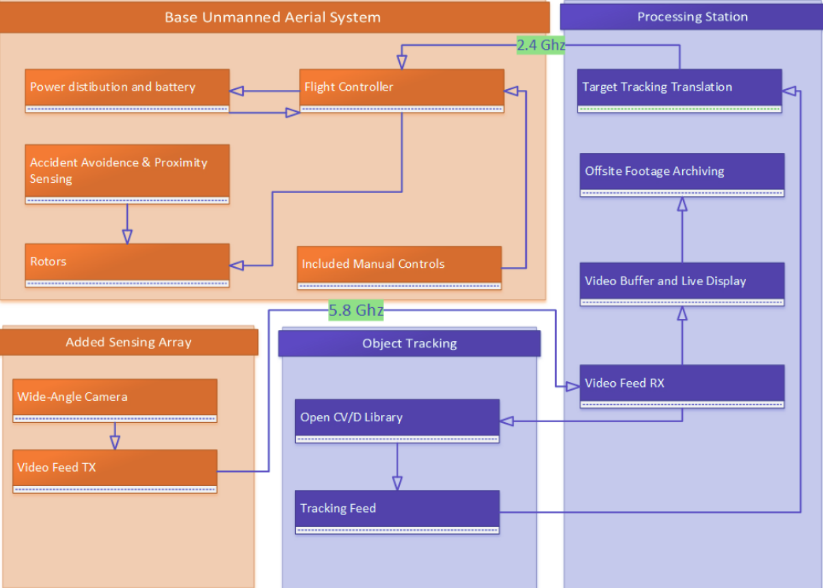 Base Unmanned Aerial System
Processing Station
2.4 Ghz
Power distibution and battery
Flight Controller
Target Tracking Translation
Accident Avoidence & Proximity
Sensing
Offsite Footage Archiving
Rotors
Included Manual Controls
Video Buffer and Live Display
5.8 Ghz
Added Sensing Array
Object Tracking
Video Feed RX
Wide-Angle Camera
Open CV/D Library
Video Feed TX
Tracking Feed